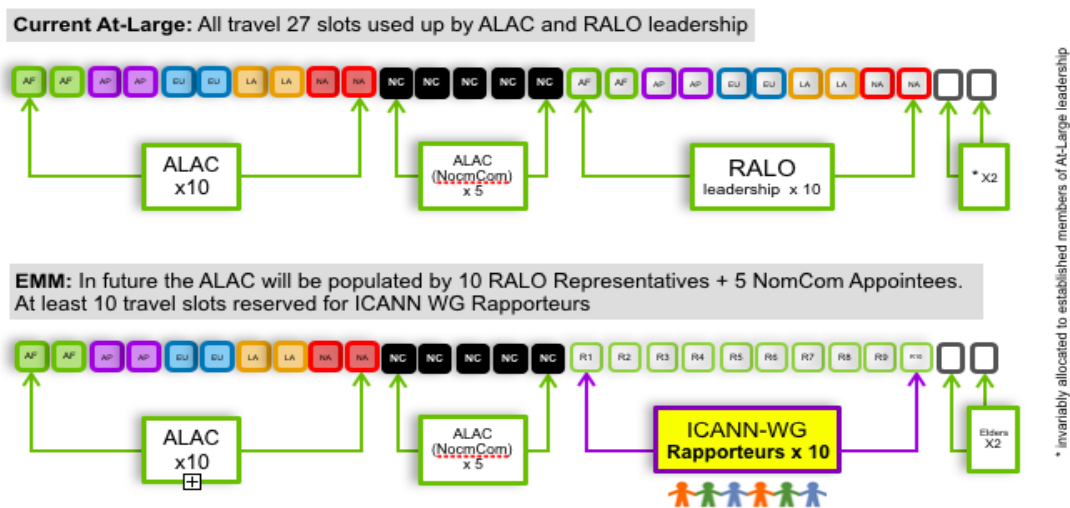 Current At-Large: All travel 27 slots used up by ALAC and RALO leadership
AF AF AP AP EU EU LA LA NA NA NC NC NC NC NC AF AF AP AP EU EU LA LA NA NA
ALAC
x10
ALAC
(NocmCom)
x 5
RALO
leadership x 10
* X2
EMM: In future the ALAC will be populated by 10 RALO Representatives + 5 NomCom Appointees.
At least 10 travel slots reserved for ICANN WG Rapporteurs
AF AF AP AP EU EU LA LA NA NA NC NC NC NC NC R1 R2 R3 R4 R5 R6 R7 R8 R9 R10
ALAC
x10
ALAC
(NocmCom)
x 5
ICANN-WG
Rapporteurs x 10
Elders
X2
* invariably allocated to established members of At-Large leadership